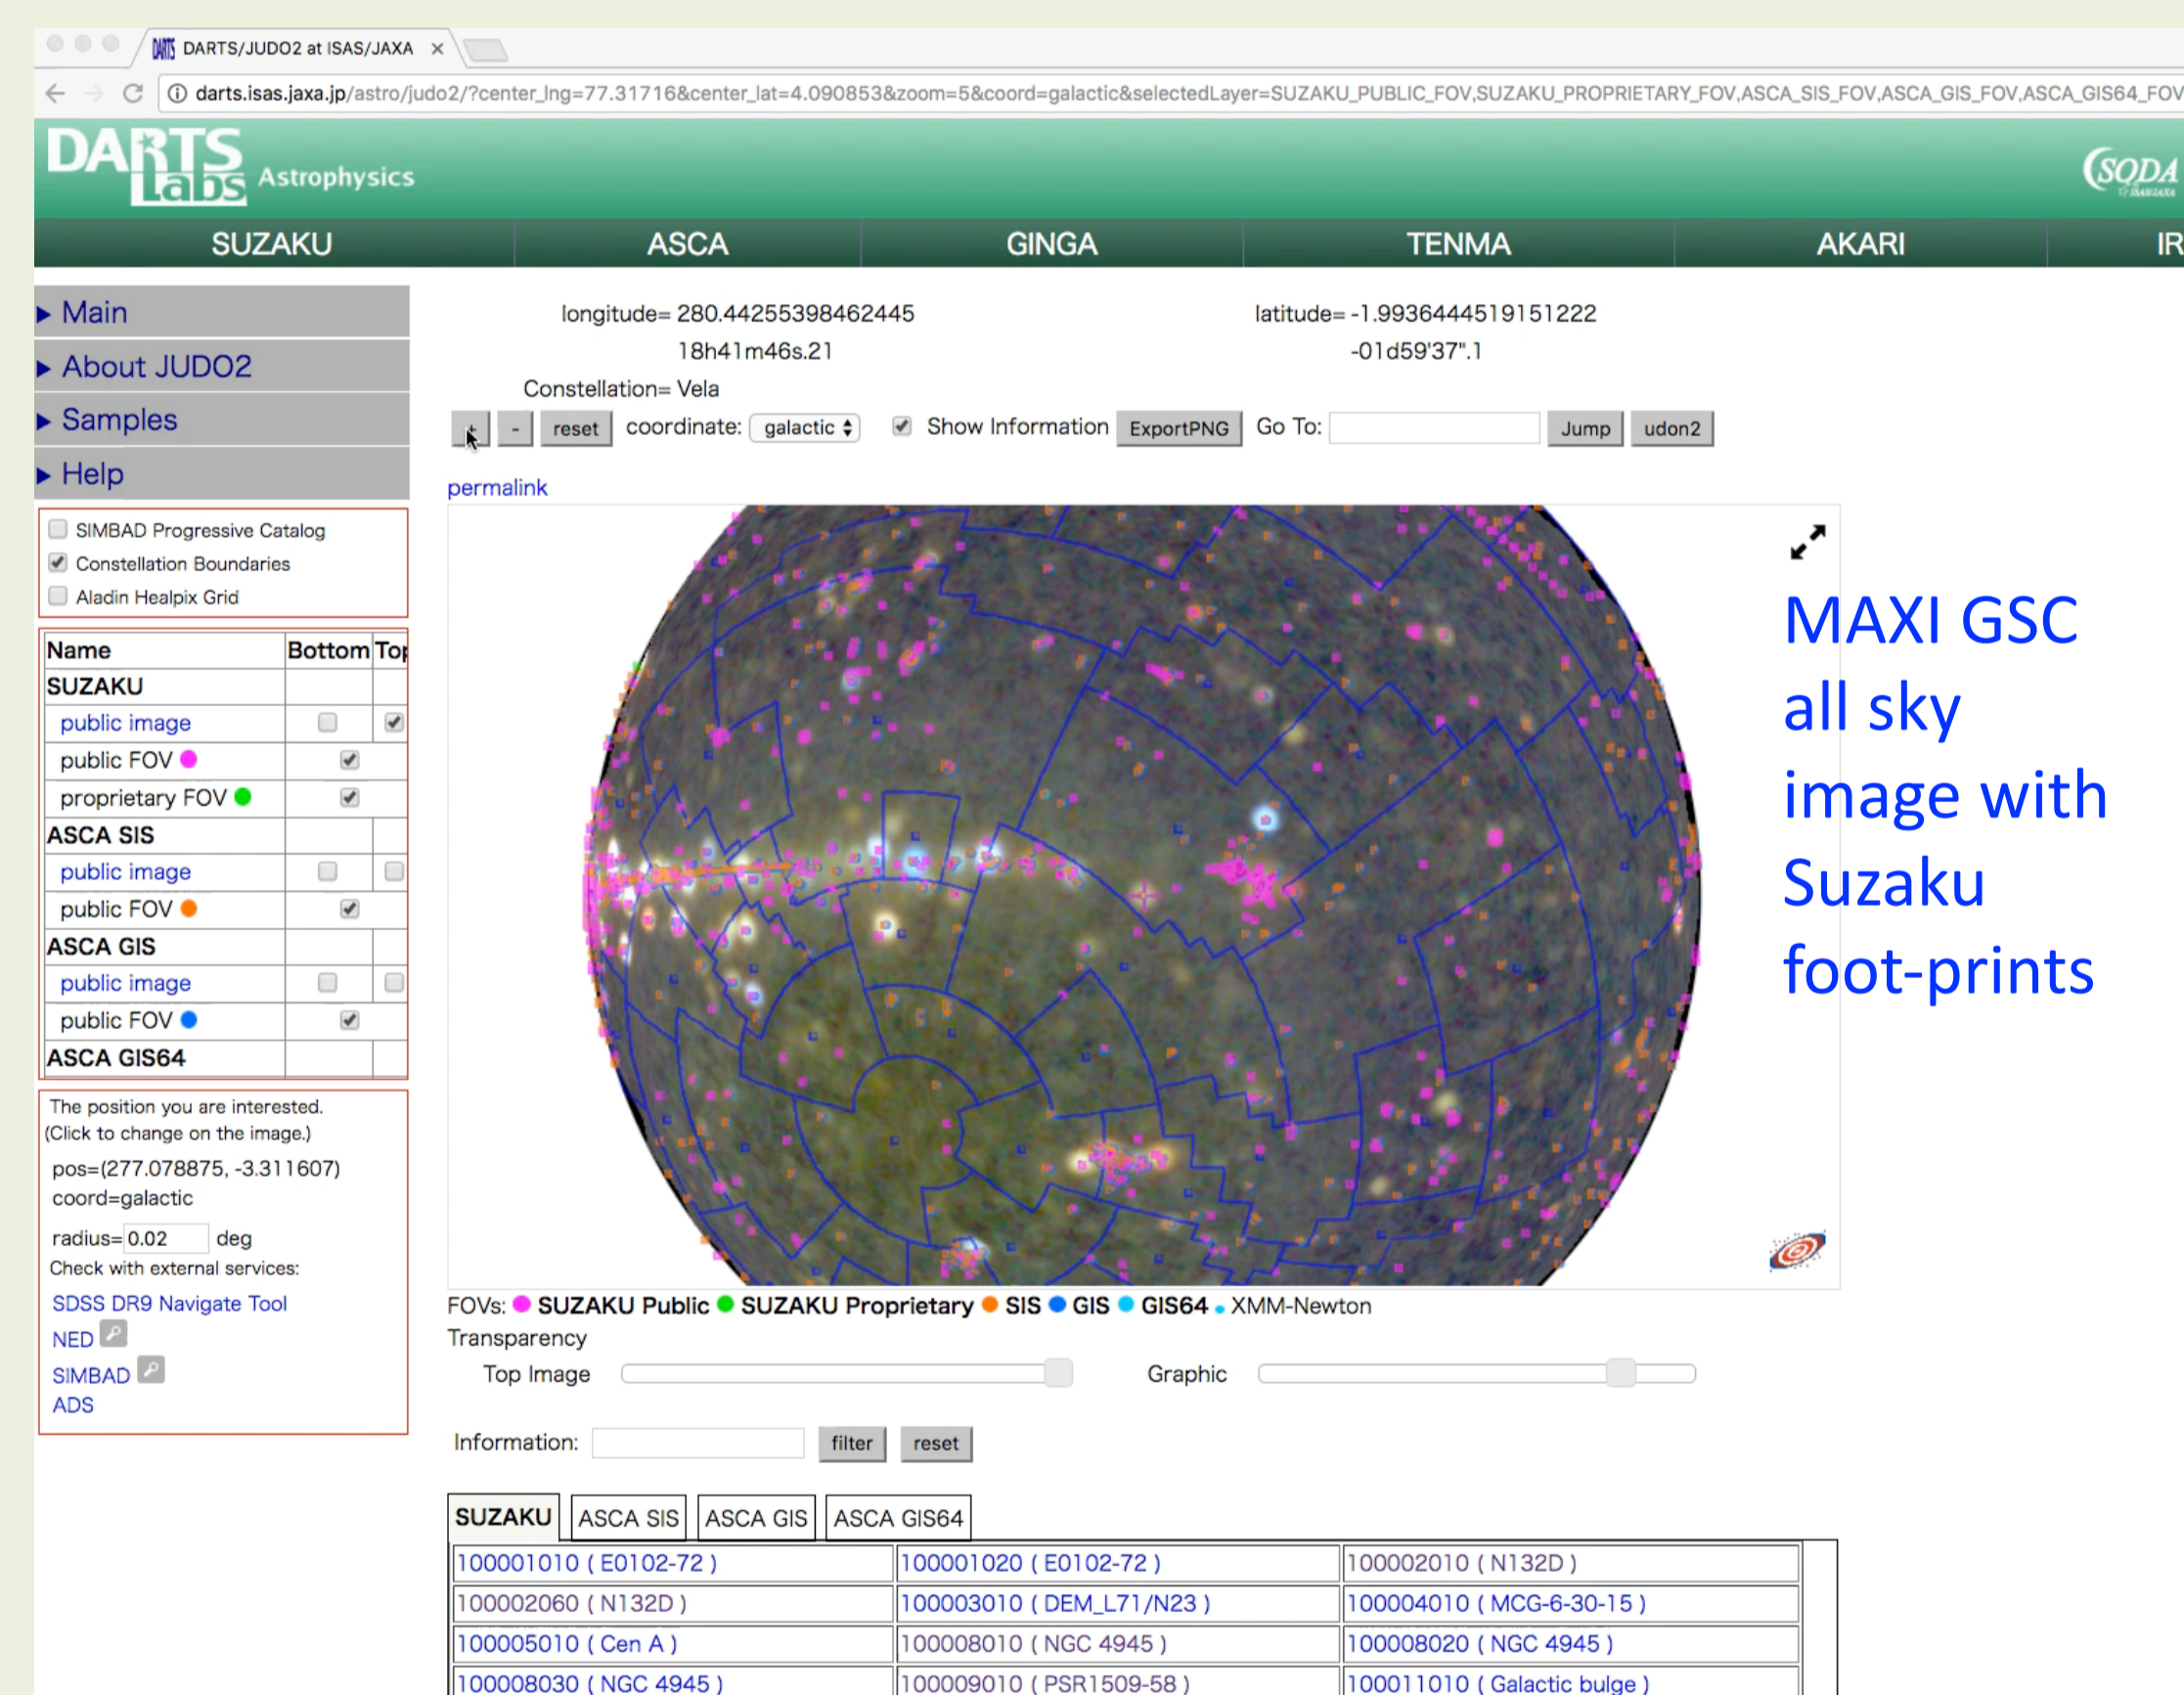 DARTS/JUDO2 at ISAS/JAXA
darts.isas.jaxa.jp/astro/judo2/?center_lng=77.31716&center_lat=4.090853&zoom=5&coord=galactic&selectedLayer=SUZAKU_PUBLIC_FOV,SUZAKU_PROPRIETARY_FOV,ASCA_SIS_FOV,ASCA_GIS_FOV,ASCA_GIS64_FOV
DARTS Labs Astrophysics
SODA
SUZAKU ASCA GINGA TENMA AKARI IR
Main
About JUDO2
Samples
Help
longitude= 280.44255398462445 latitude= -1.9936444519151222
18h41m46s.21 -01d59'37".1
Constellation= Vela
+ - reset coordinate: galactic Show Information ExportPNG Go To: Jump udon2
permalink
SIMBAD Progressive Catalog
Constellation Boundaries
Aladin Healpix Grid
Name Bottom Top
SUZAKU
public image
public FOV
proprietary FOV
ASCA SIS
public image
public FOV
ASCA GIS
public image
public FOV
ASCA GIS64
The position you are interested.
(Click to change on the image.)
pos=(277.078875, -3.311607)
coord=galactic
radius= 0.02 deg
Check with external services:
SDSS DR9 Navigate Tool
NED
SIMBAD
ADS
MAXI GSC
all sky
image with
Suzaku
foot-prints
FOVs: SUZAKU Public SUZAKU Proprietary SIS GIS GIS64 XMM-Newton
Transparency
Top Image Graphic
Information: filter reset
SUZAKU ASCA SIS ASCA GIS ASCA GIS64
100001010 ( E0102-72 ) 100001020 ( E0102-72 ) 100002010 ( N132D )
100002060 ( N132D ) 100003010 ( DEM_L71/N23 ) 100004010 ( MCG-6-30-15 )
100005010 ( Cen A ) 100008010 ( NGC 4945 ) 100008020 ( NGC 4945 )
100008030 ( NGC 4945 ) 100009010 ( PSR1509-58 ) 100011010 ( Galactic bulge )